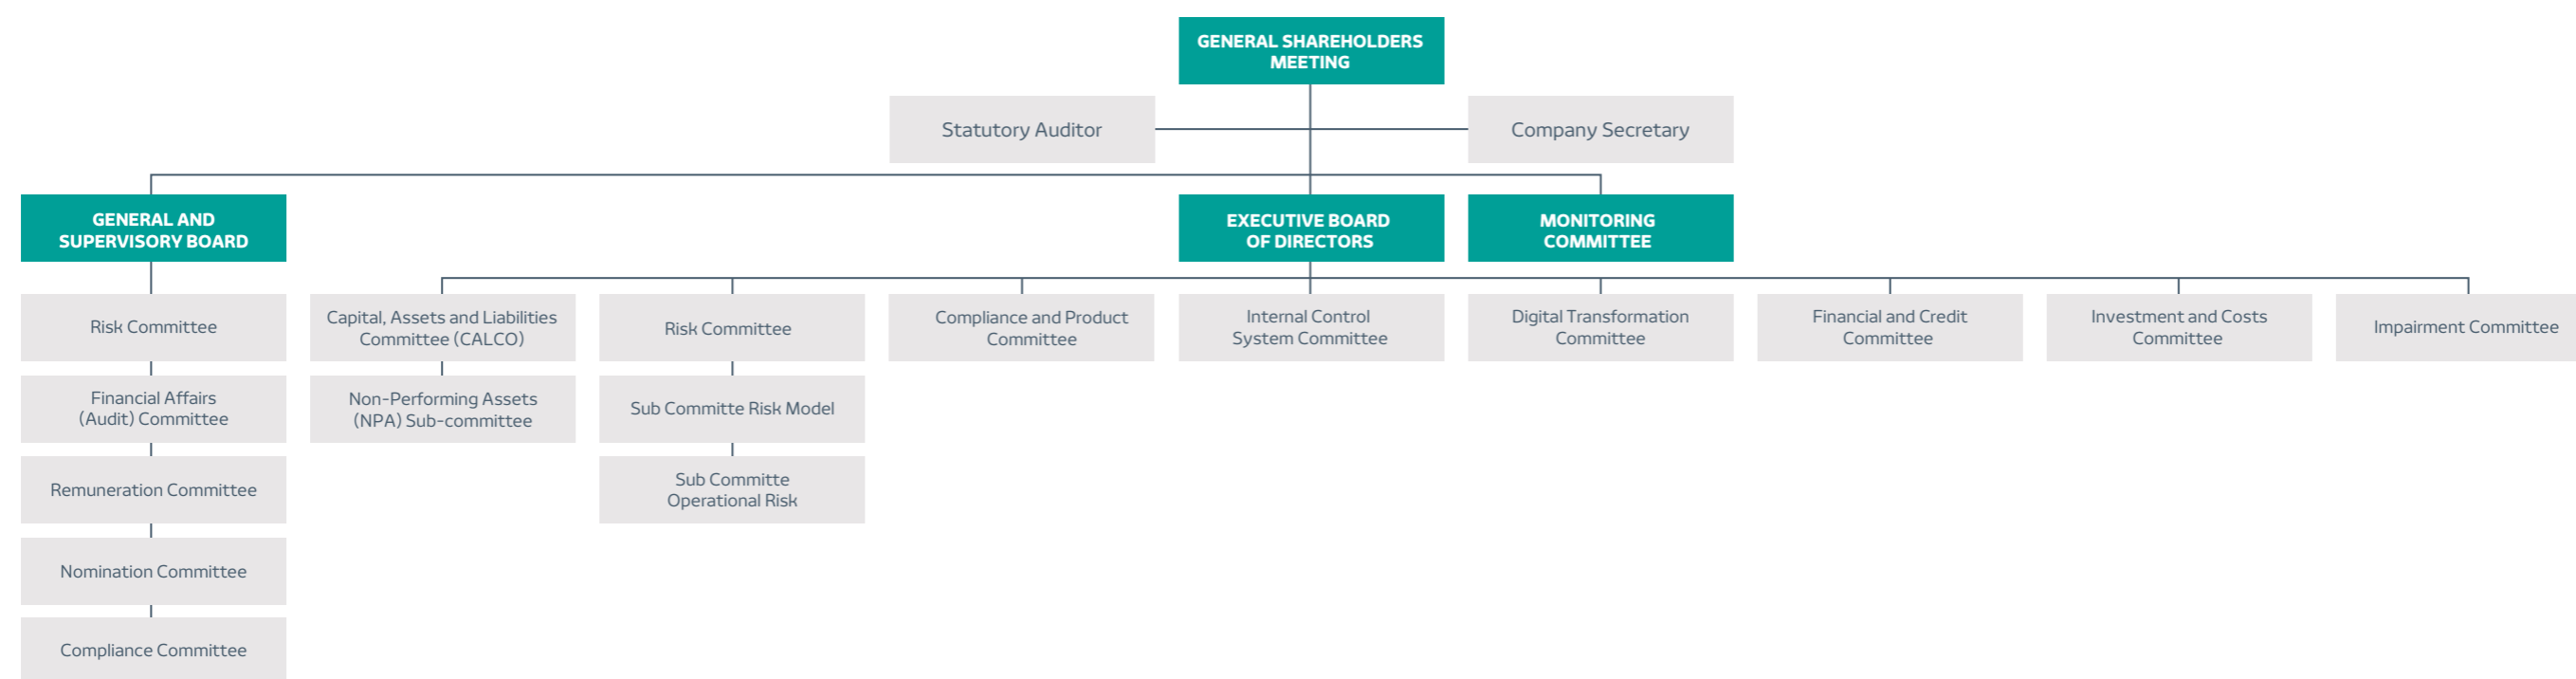 GENERAL SHAREHOLDERS
MEETING
Statutory Auditor
Company Secretary
GENERAL AND
SUPERVISORY BOARD
EXECUTIVE BOARD
OF DIRECTORS
MONITORING
COMMITTEE
Risk Committee
Capital, Assets and Liabilities
Committee (CALCO)
Risk Committee
Compliance and Product
Committee
Internal Control
System Committee
Digital Transformation
Committee
Financial and Credit
Committee
Investment and Costs
Committee
Impairment Committee
Financial Affairs
(Audit) Committee
Non-Performing Assets
(NPA) Sub-committee
Sub Committe Risk Model
Remuneration Committee
Sub Committe
Operational Risk
Nomination Committee
Compliance Committee